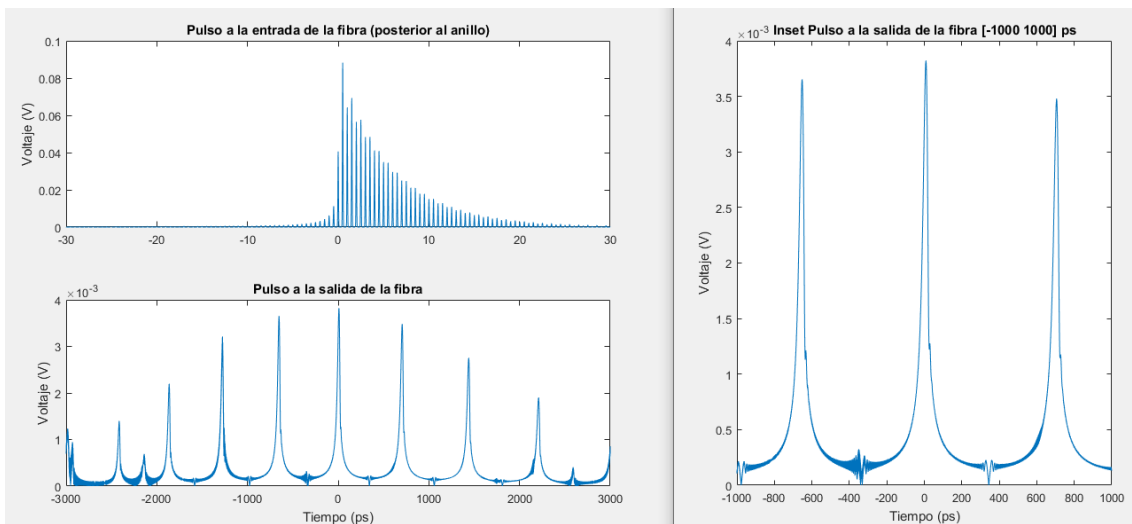 Pulso a la entrada de la fibra (posterior al anillo)
0.1
0.08
0.06
0.04
0.02
0
Voltaje (V)
-30 -20 -10 0 10 20 30
Pulso a la salida de la fibra
×10⁻³
4
3
2
1
0
Voltaje (V)
-3000 -2000 -1000 0 1000 2000 3000
Tiempo (ps)
Inset Pulso a la salida de la fibra [-1000 1000] ps
×10⁻³
4
3.5
3
2.5
2
1.5
1
0.5
0
Voltaje (V)
-1000 -800 -600 -400 -200 0 200 400 600 800 1000
Tiempo (ps)